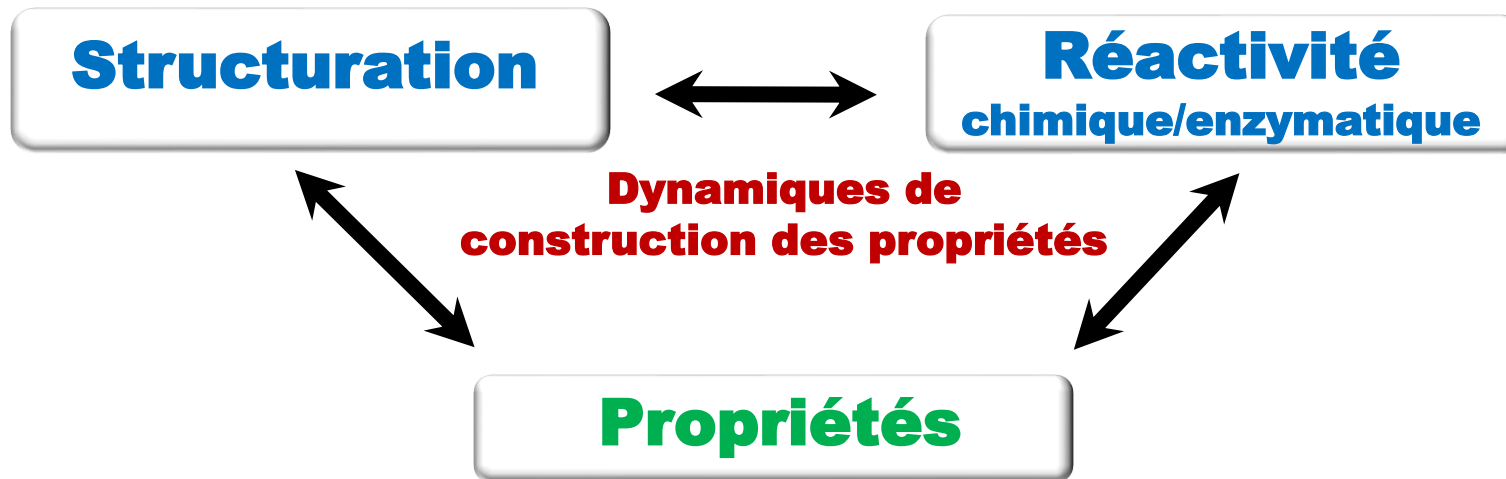 Structuration
Réactivité
chimique/enzymatique
Dynamiques de
construction des propriétés
Propriétés